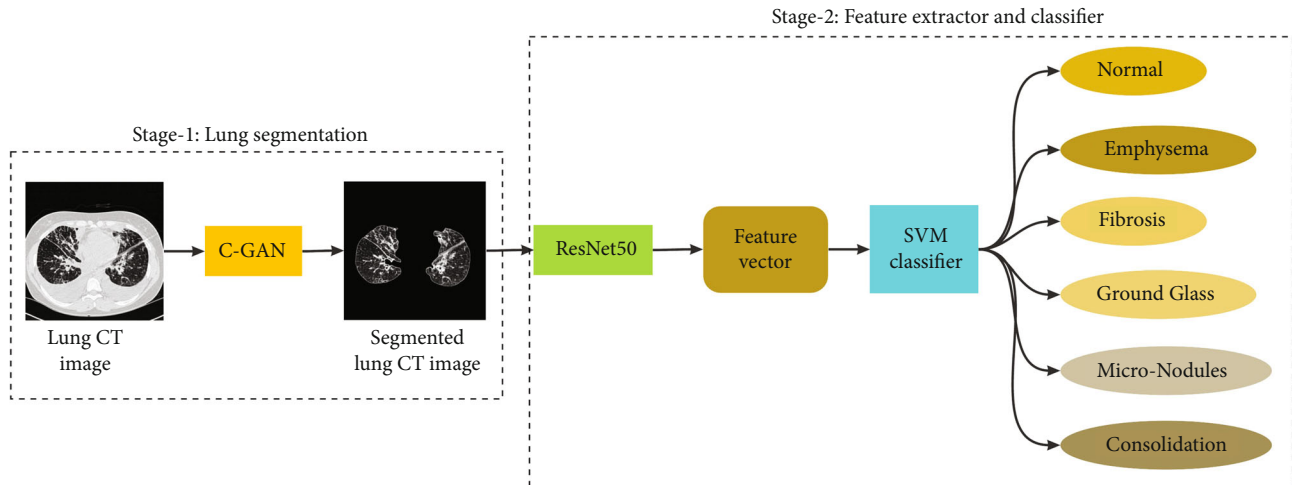 Stage-2: Feature extractor and classifier
Stage-1: Lung segmentation
Lung CT
image
C-GAN
Segmented
lung CT image
ResNet50
Feature
vector
SVM
classifier
Normal
Emphysema
Fibrosis
Ground Glass
Micro-Nodules
Consolidation